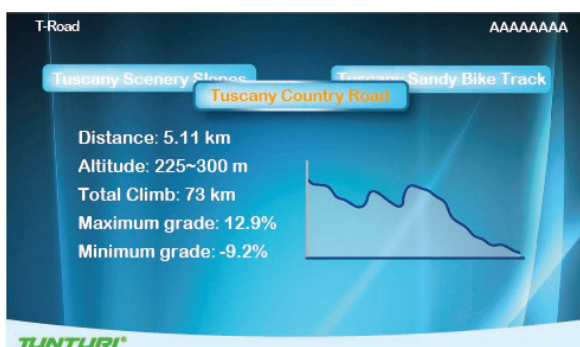 T-Road
AAAAAAAA
Tuscany Scenery Slopes
Tuscany Sandy Bike Track
Tuscany Country Road
Distance: 5.11 km
Altitude: 225~300 m
Total Climb: 73 km
Maximum grade: 12.9%
Minimum grade: -9.2%
TUNTURI®